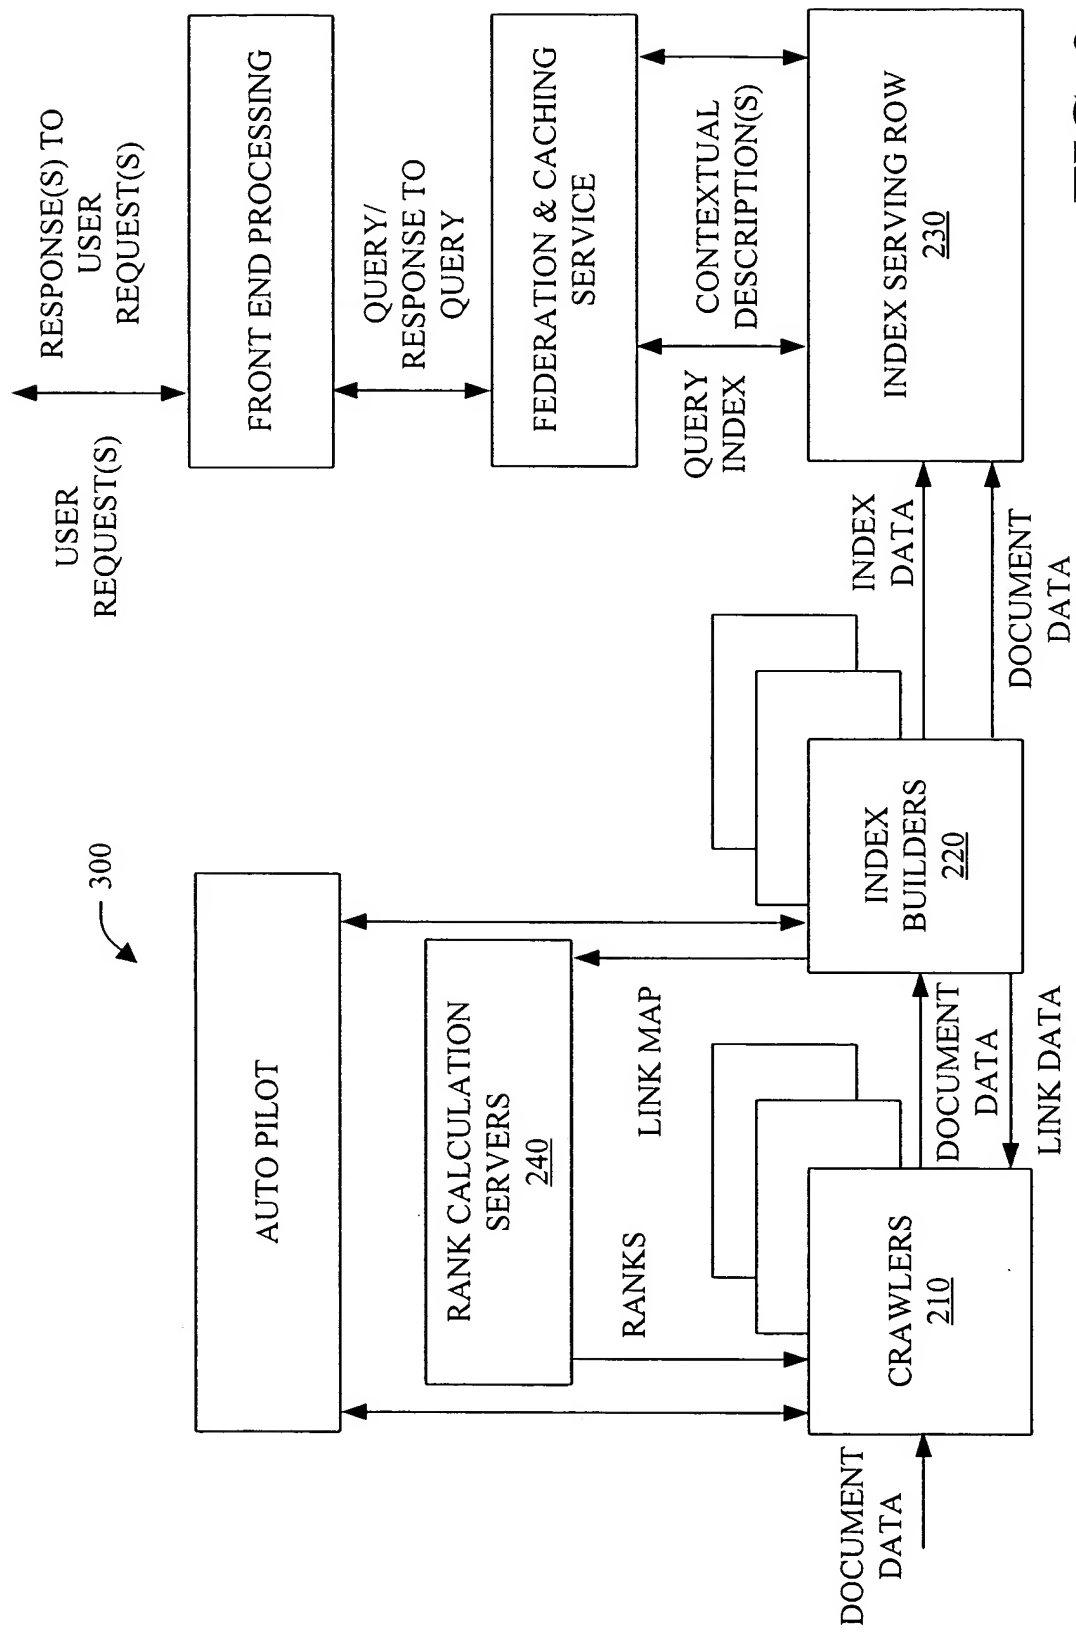 USER
REQUEST(S)
RESPONSE(S) TO
USER
REQUEST(S)
300
AUTO PILOT
FRONT END PROCESSING
QUERY/
RESPONSE TO
QUERY
RANK CALCULATION
SERVERS
240
FEDERATION & CACHING
SERVICE
RANKS
LINK MAP
QUERY
INDEX
CONTEXTUAL
DESCRIPTION(S)
DOCUMENT
DATA
CRAWLERS
210
DOCUMENT
DATA
LINK DATA
INDEX
BUILDERS
220
INDEX
DATA
DOCUMENT
DATA
INDEX SERVING ROW
230